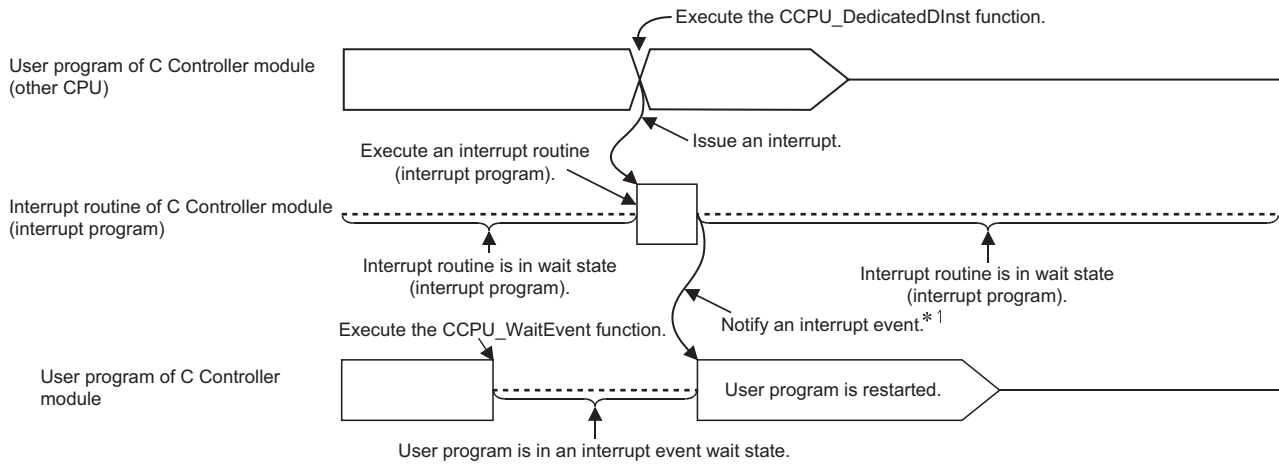 Execute the CCPU_DedicatedDInst function.
User program of C Controller module
(other CPU)
Issue an interrupt.
Execute an interrupt routine
(interrupt program).
Interrupt routine of C Controller module
(interrupt program)
Interrupt routine is in wait state
(interrupt program).
Interrupt routine is in wait state
(interrupt program).
Notify an interrupt event.*1
Execute the CCPU_WaitEvent function.
User program of C Controller
module
User program is restarted.
User program is in an interrupt event wait state.